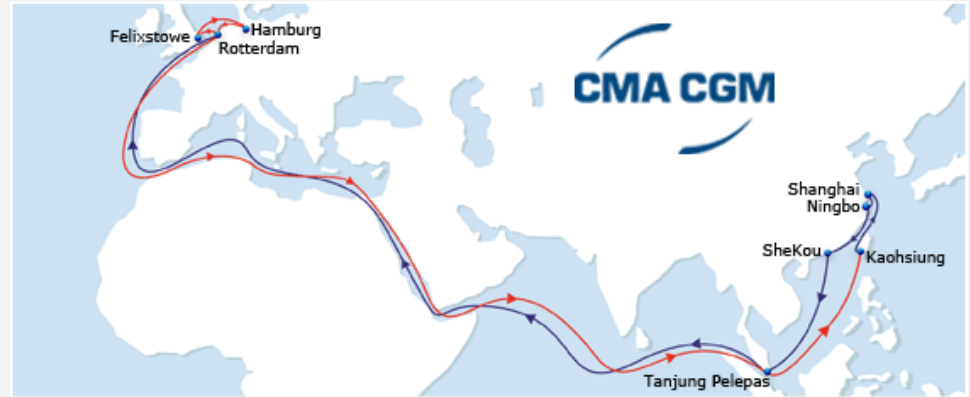 Felixstowe
Hamburg
Rotterdam
CMA CGM
Shanghai
Ningbo
SheKou
Kaohsiung
Tanjung Pelepas